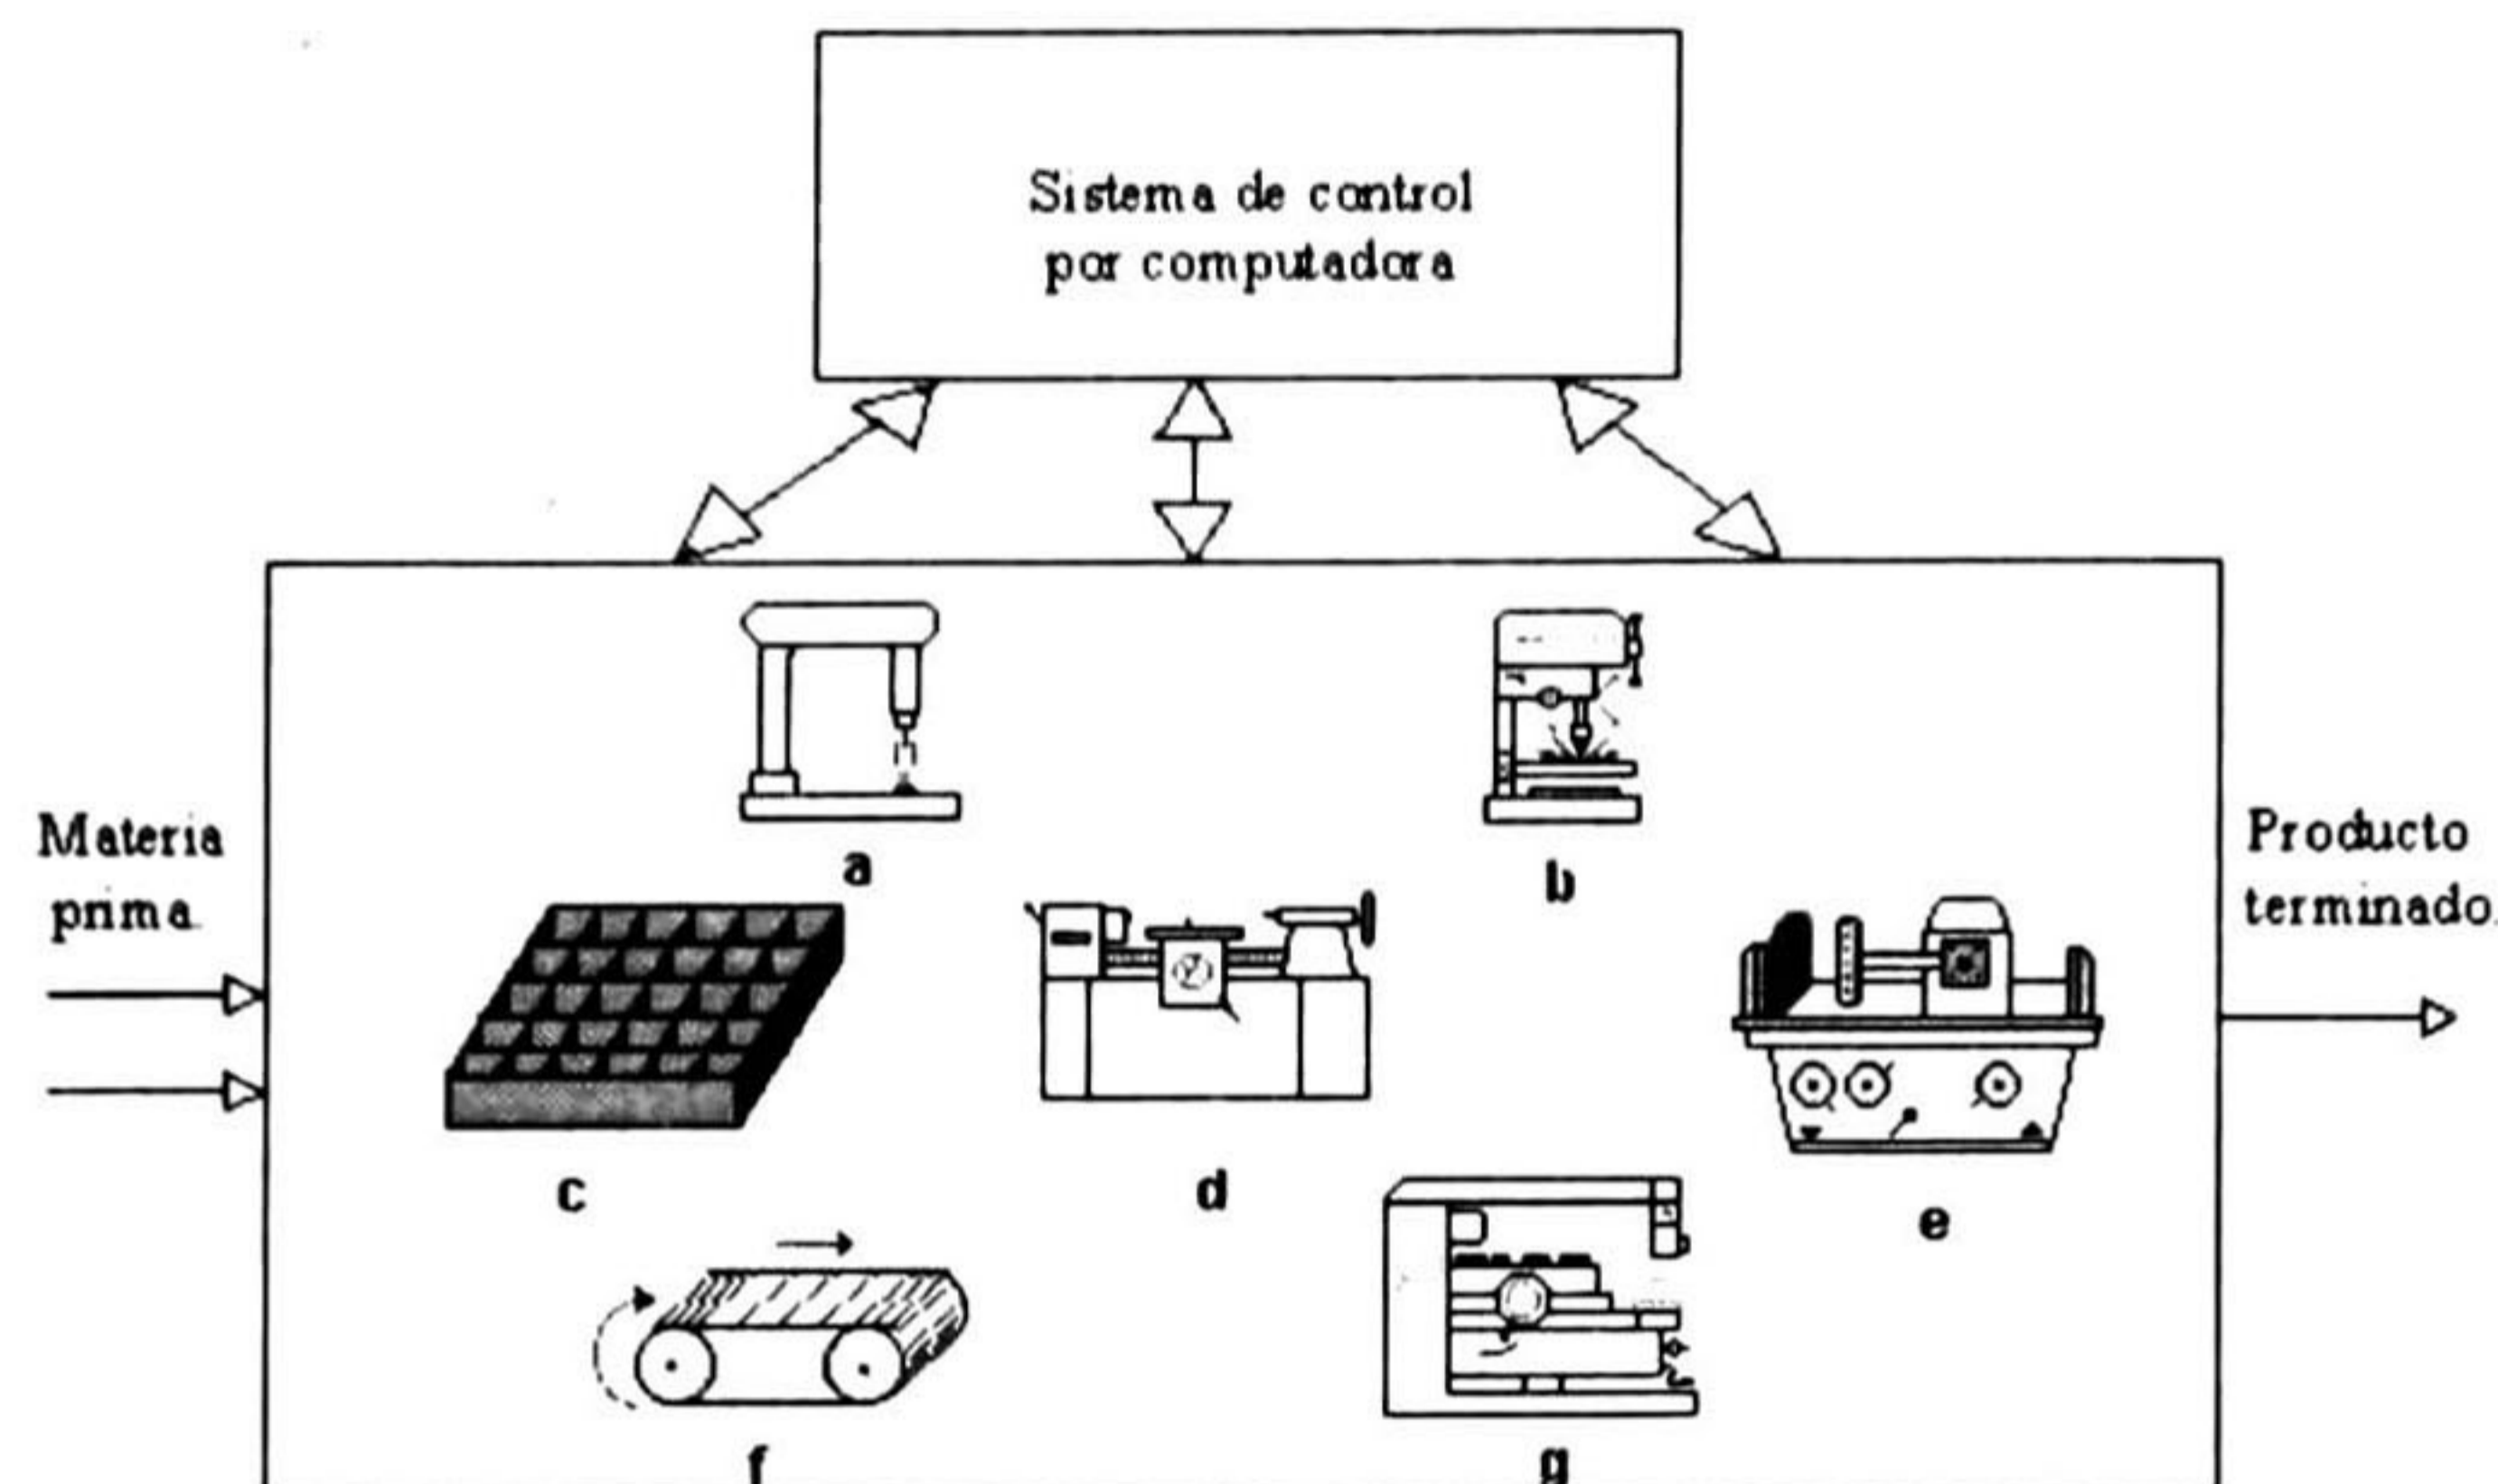 Sistema de control
por computadora
a
b
Materia
prima.
Producto
terminado.
c
d
e
f
g